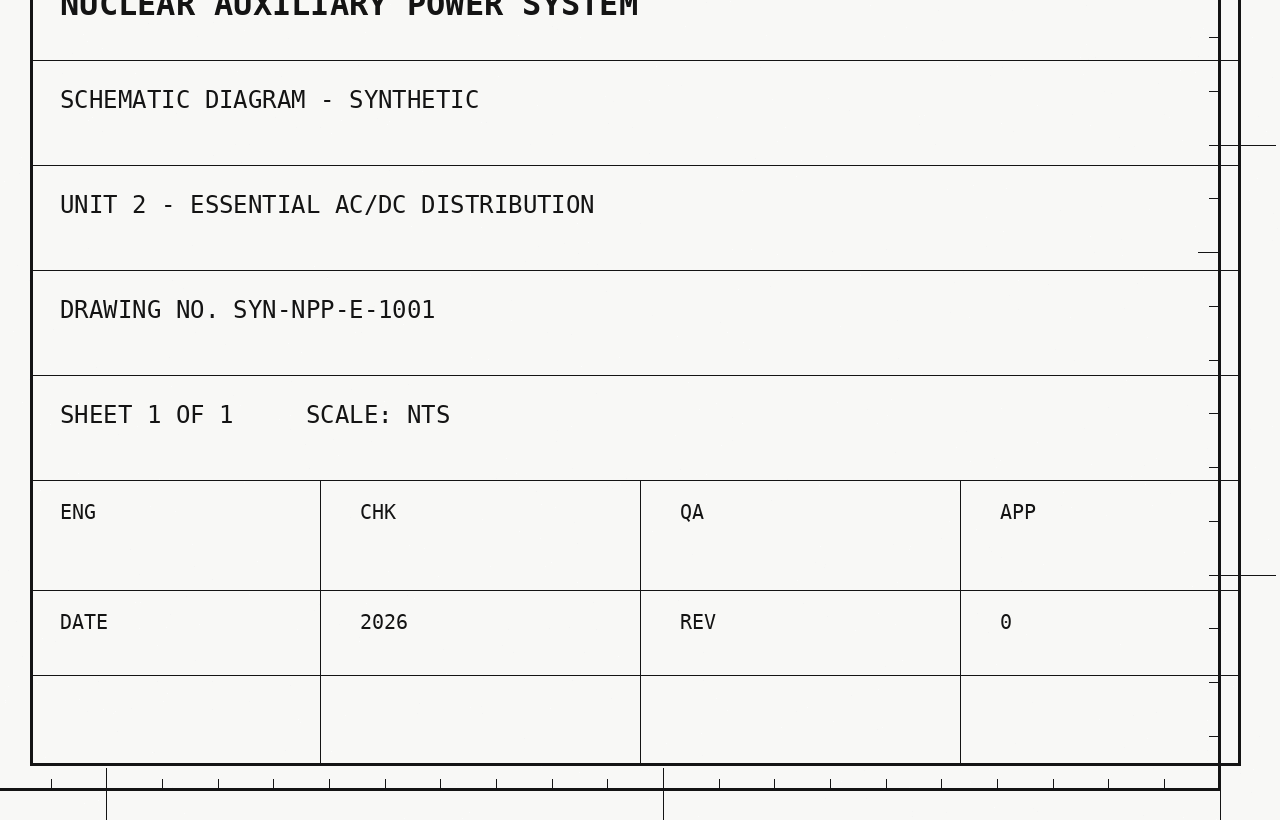 NUCLEAR AUXILIARY POWER SYSTEM
SCHEMATIC DIAGRAM - SYNTHETIC
UNIT 2 - ESSENTIAL AC/DC DISTRIBUTION
DRAWING NO. SYN-NPP-E-1001
SHEET 1 OF 1     SCALE: NTS
ENG CHK QA APP
DATE 2026 REV 0